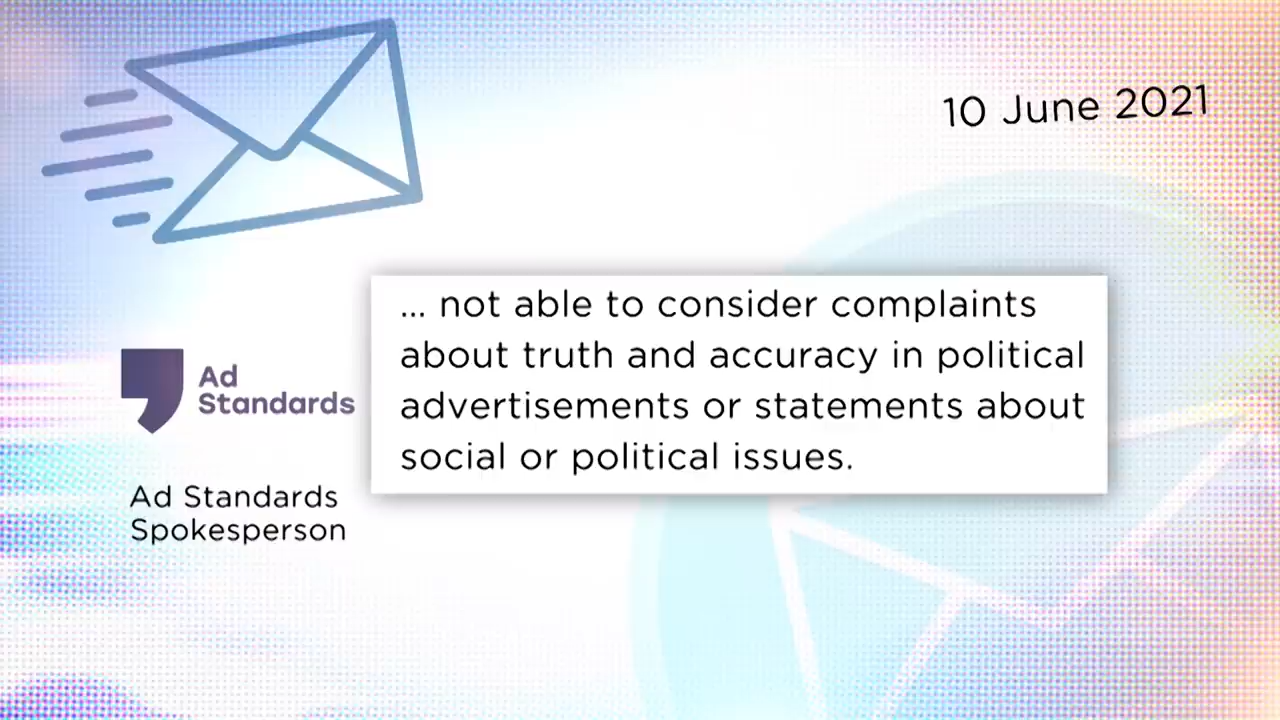 10 June 2021
... not able to consider complaints
about truth and accuracy in political
advertisements or statements about
social or political issues.
Ad
Standards
Ad Standards
Spokesperson